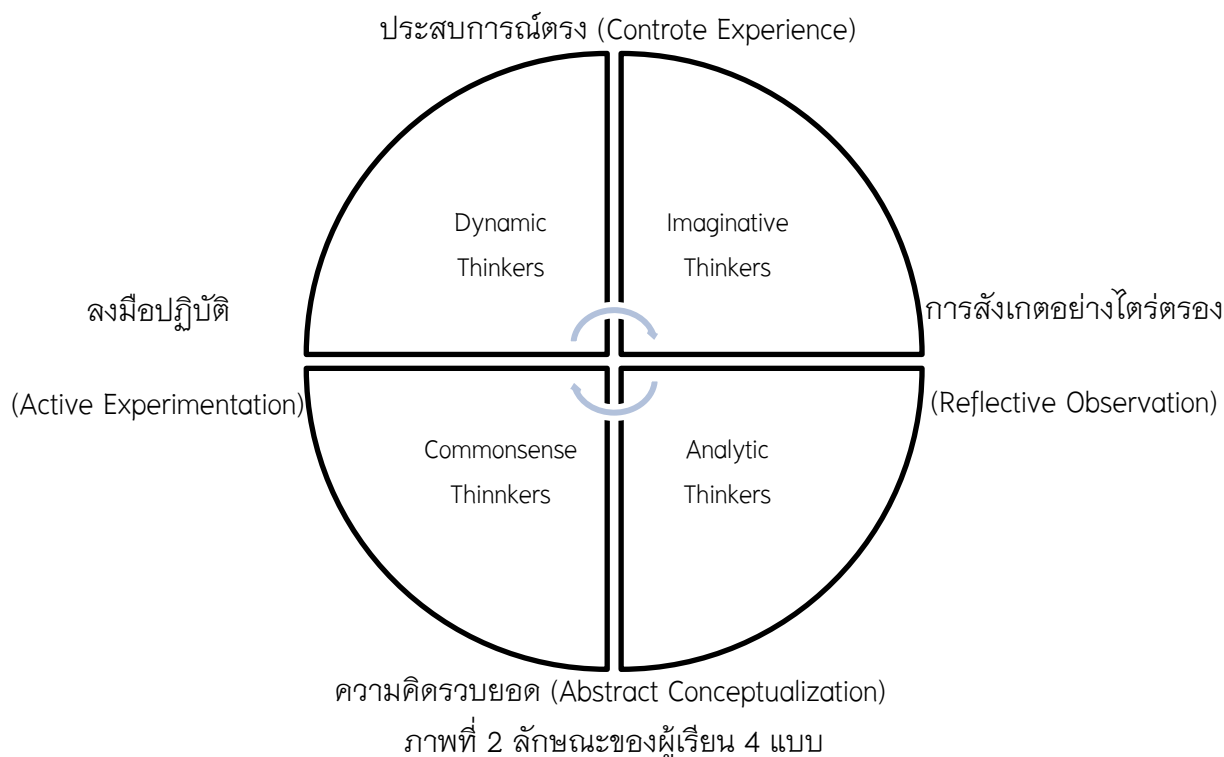 ประสบการณ์ตรง (Controte Experience)
Dynamic
Thinkers
Imaginative
Thinkers
ลงมือปฏิบัติ
(Active Experimentation)
การสังเกตอย่างไตร่ตรอง
(Reflective Observation)
Commonsense
Thinnkers
Analytic
Thinkers
ความคิดรวบยอด (Abstract Conceptualization)
ภาพที่ 2 ลักษณะของผู้เรียน 4 แบบ